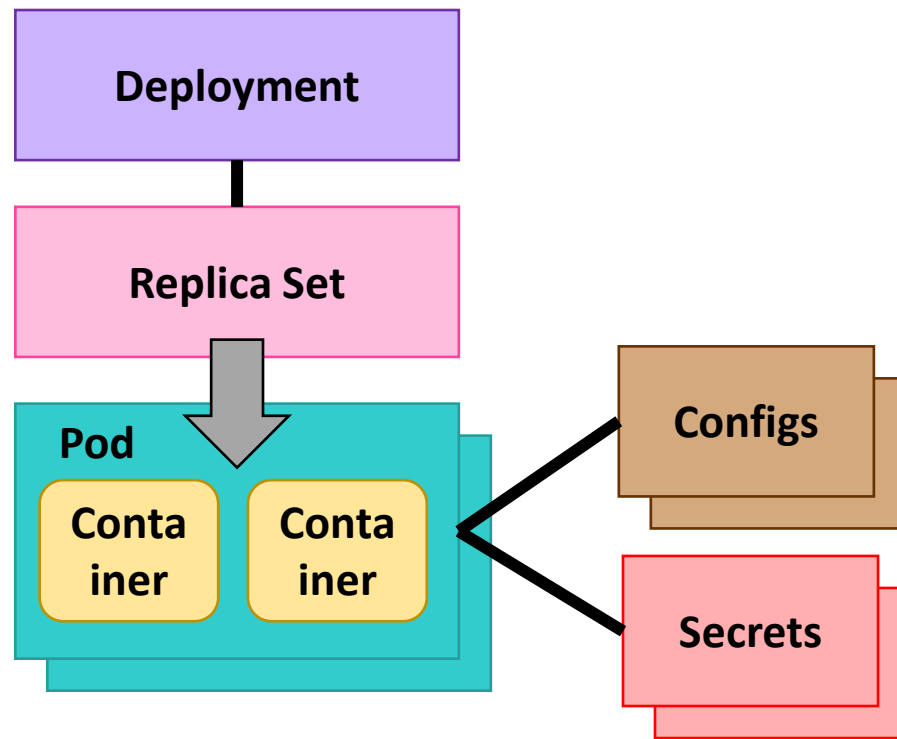 Deployment
Replica Set
Pod
Conta
iner
Conta
iner
Configs
Secrets